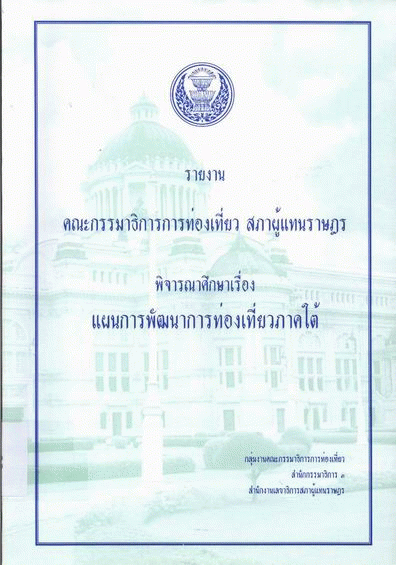 รายงาน
คณะกรรมาธิการการท่องเที่ยว สภาผู้แทนราษฎร
พิจารณาศึกษาเรื่อง
แผนการพัฒนาการท่องเที่ยวภาคใต้
กลุ่มงานคณะกรรมาธิการการท่องเที่ยว
สำนักกรรมาธิการ ๓
สำนักงานเลขาธิการสภาผู้แทนราษฎร